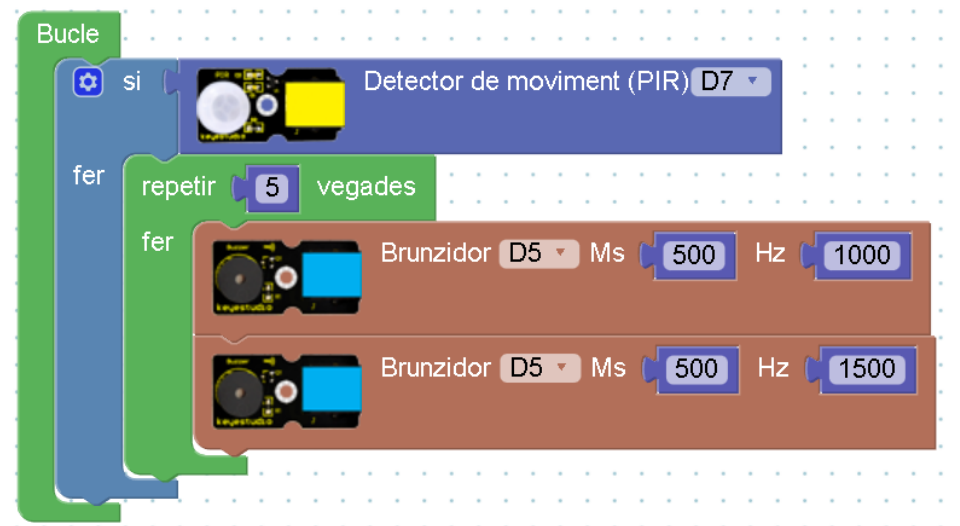 Bucle
si Detector de moviment (PIR) D7
fer repetir 5 vegades
fer Brunzidor D5 Ms 500 Hz 1000
Brunzidor D5 Ms 500 Hz 1500